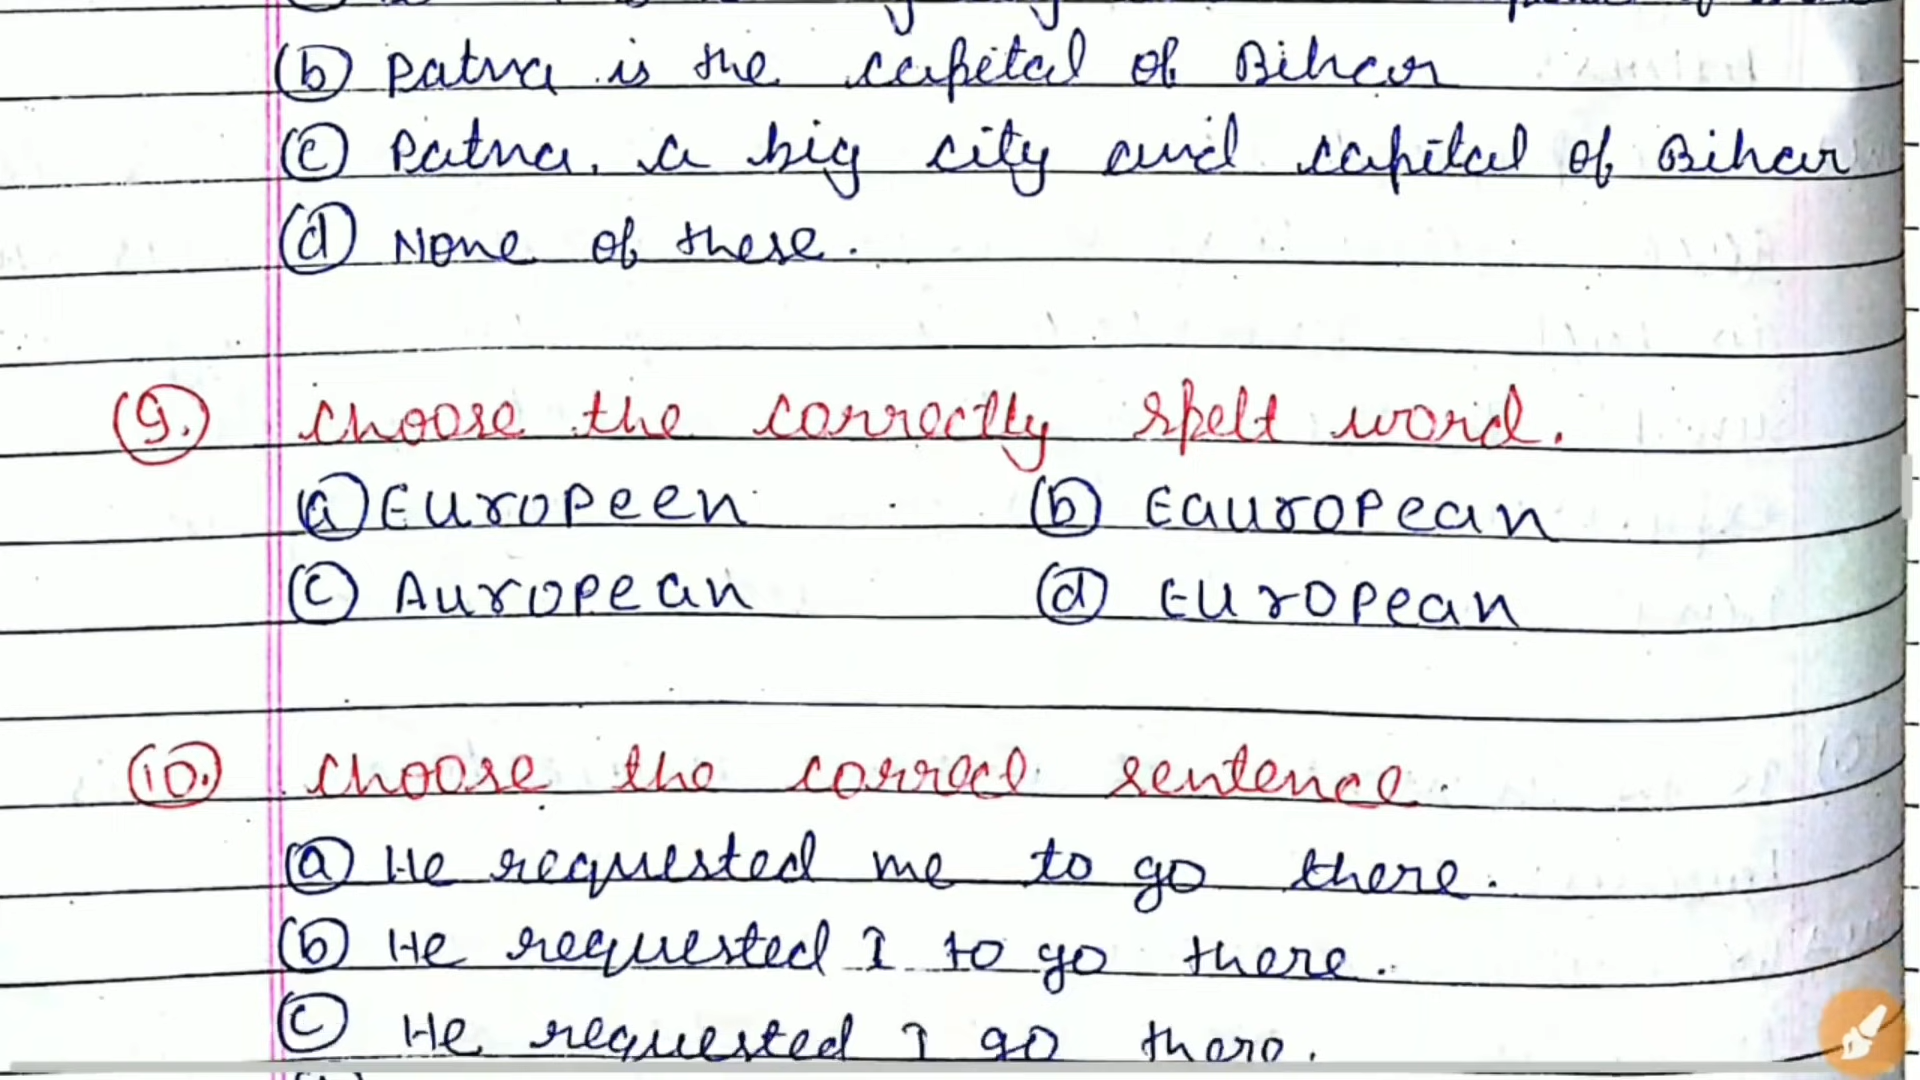 (b) Patna is the capital of Bihar
(c) Patna, a big city and capital of Bihar
(d) None of these.
(9.) choose the correctly spelt word.
(a) Europeen (b) Eauropean
(c) Auropean (d) European
(10.) choose the correct sentence.
(a) He requested me to go there.
(b) He requested I to go there.
(c) He requested I go there.